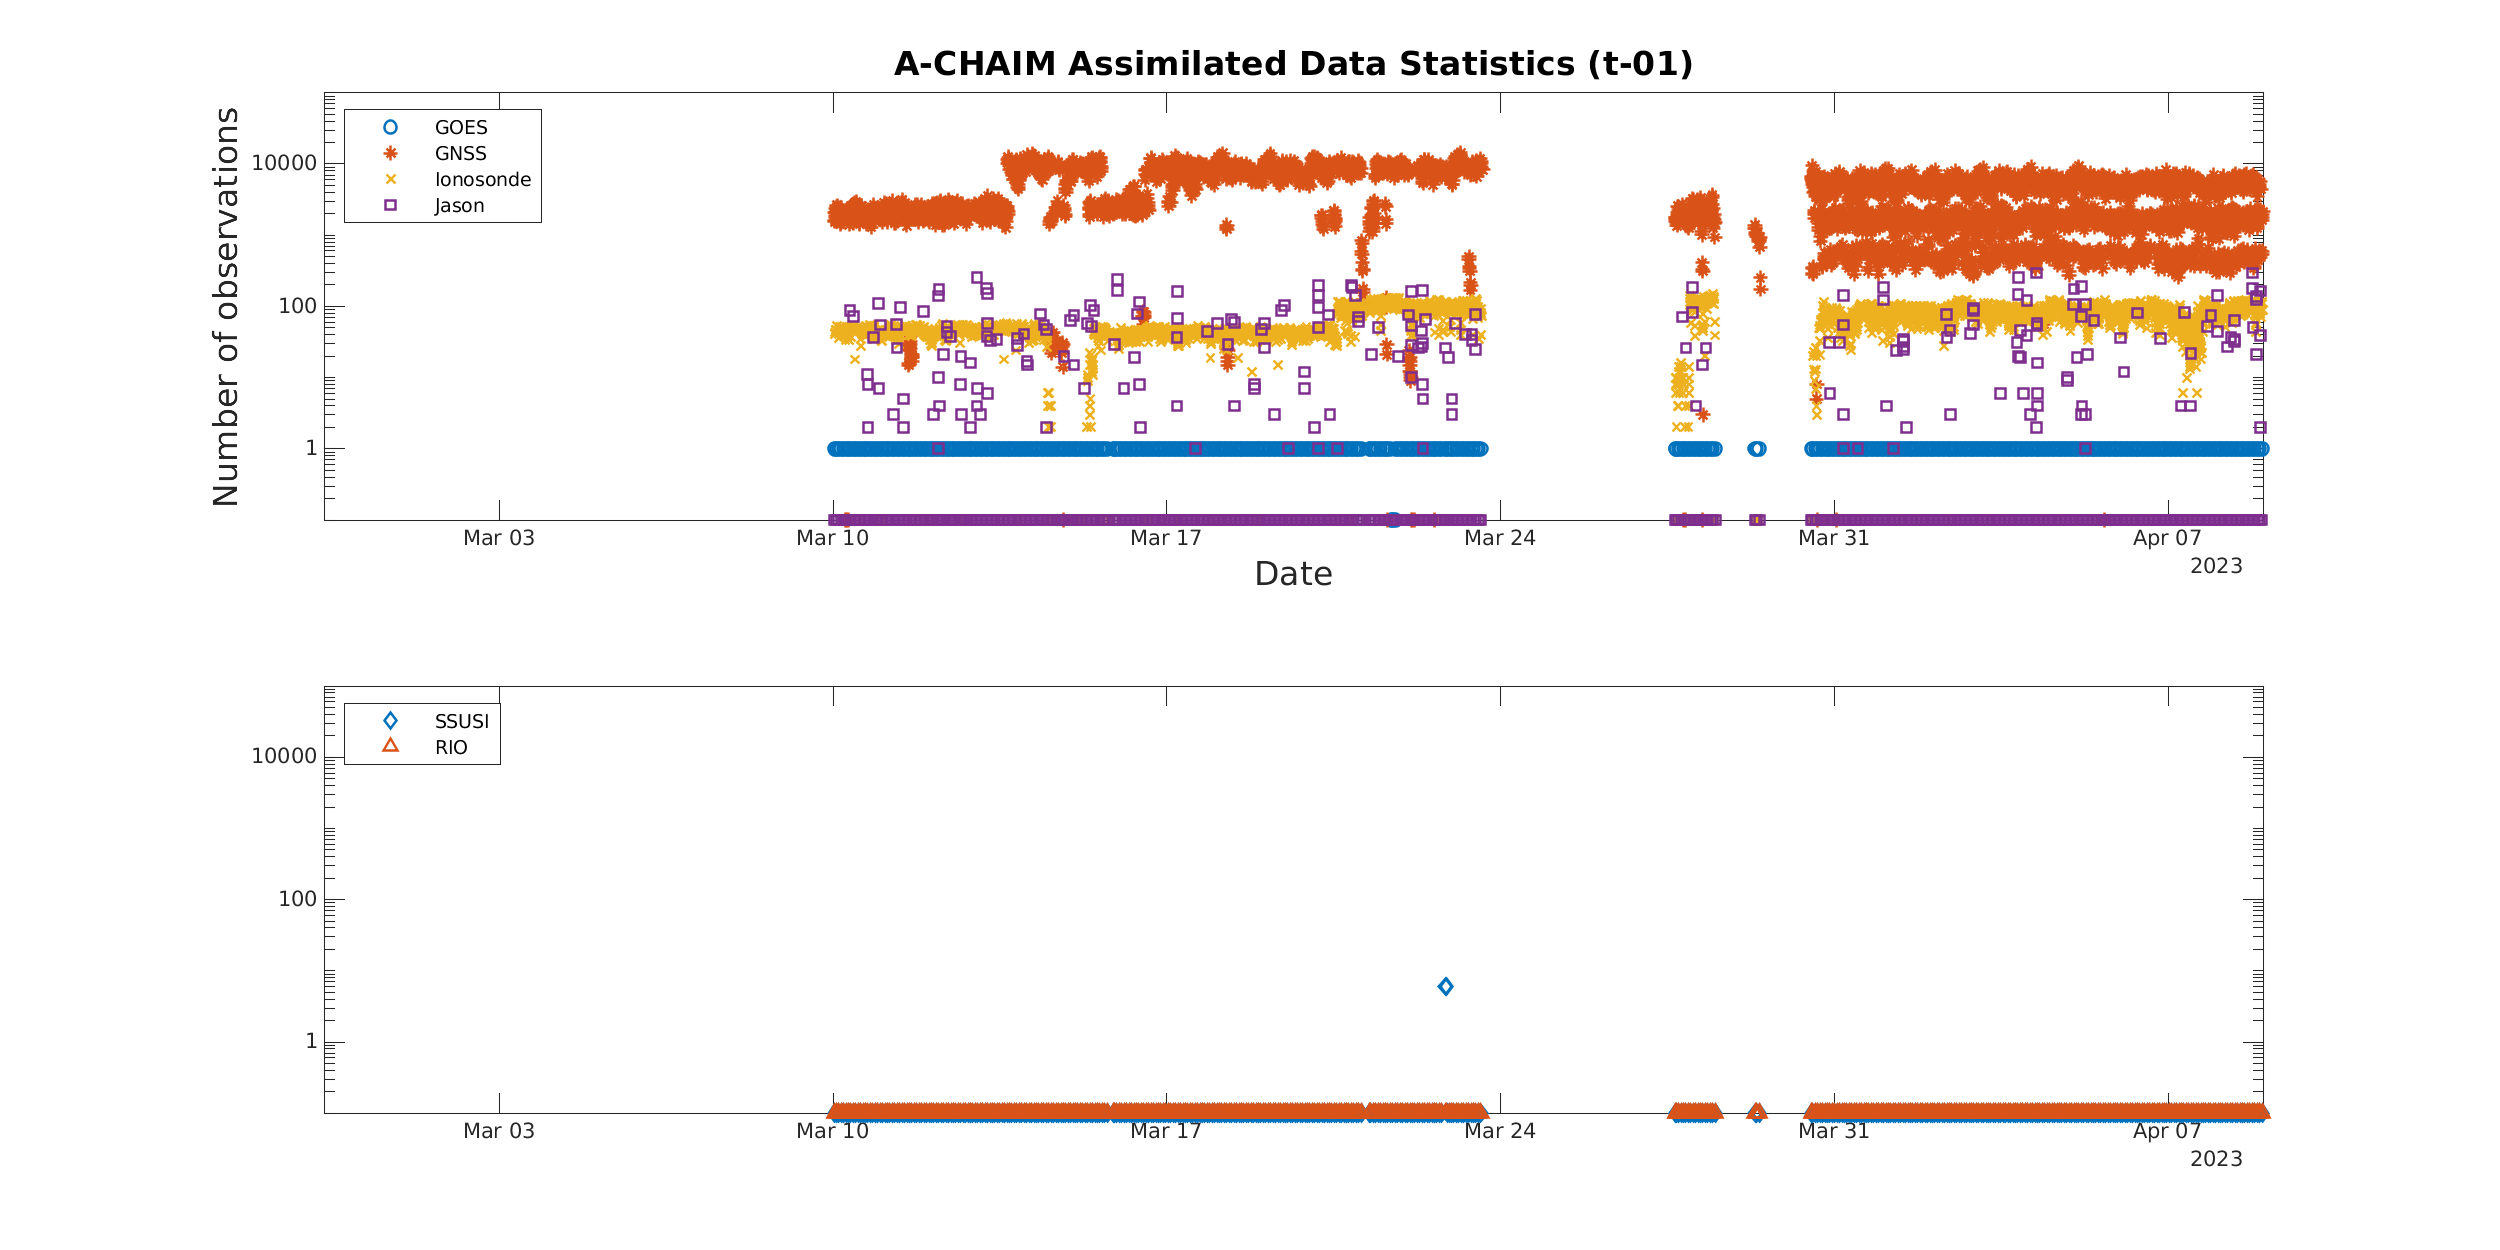 A-CHAIM Assimilated Data Statistics (t-01)
Number of observations
10000
100
1
GOES
GNSS
Ionosonde
Jason
Mar 03
Mar 10
Mar 17
Mar 24
Mar 31
Apr 07
2023
Date
10000
100
1
SSUSI
RIO
Mar 03
Mar 10
Mar 17
Mar 24
Mar 31
Apr 07
2023